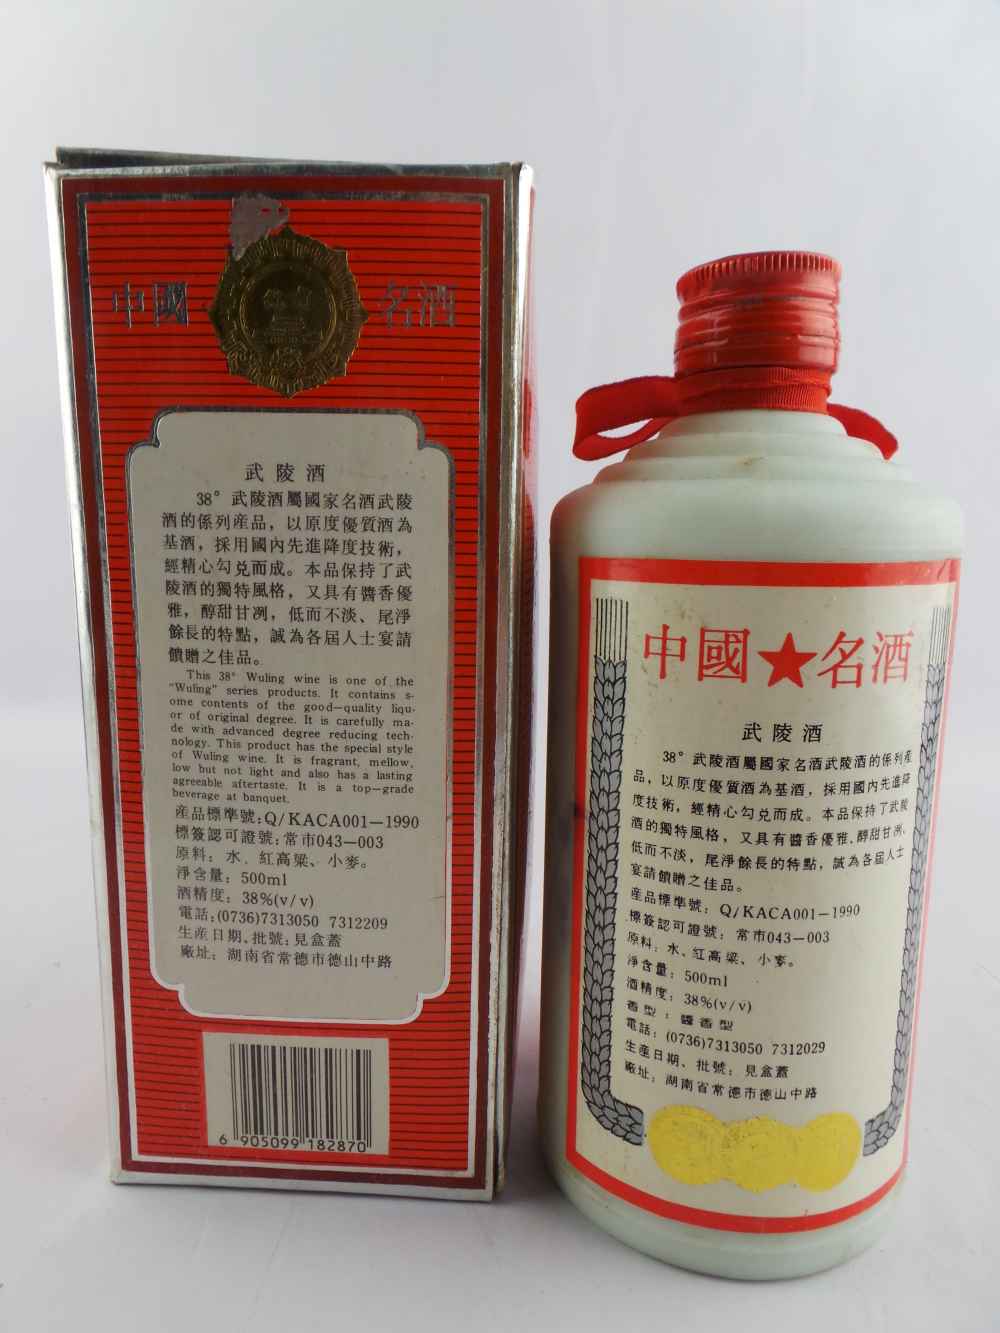 中國 名酒
武陵酒
38° 武陵酒屬國家名酒武陵
酒的係列産品，以原度優質酒為
基酒，採用國內先進降度技術，
經精心勾兑而成。本品保持了武
陵酒的獨特風格，又具有醬香優
雅，醇甜甘冽，低而不淡、尾淨
餘長的特點，誠為各屆人士宴請
饋贈之佳品。
This 38° Wuling wine is one of the
"Wuling" series products. It contains s-
ome contents of the good—quality liqu-
or of original degree. It is carefully ma-
de with advanced degree reducing tech-
nology. This product has the special style
of Wuling wine. It is fragrant, mellow,
low but not light and also has a lasting
agreeable aftertaste. It is a top—grade
beverage at banquet.
産品標準號:Q/KACA001—1990
標簽認可證號:常市043—003
原料: 水、紅高粱、小麥。
淨含量: 500ml
酒精度: 38%(v/v)
電話:(0736)7313050 7312209
生産日期、批號:見盒蓋
廠址: 湖南省常德市德山中路
6 905099 182870
中國★名酒
武陵酒
38° 武陵酒屬國家名酒武陵酒的係列産
品，以原度優質酒為基酒，採用國內先進降
度技術，經精心勾兑而成。本品保持了武陵
酒的獨特風格，又具有醬香優雅、醇甜甘冽、
低而不淡，尾淨餘長的特點，誠為各屆人士
宴請饋贈之佳品。
産品標準號: Q/KACA001—1990
標簽認可證號: 常市043—003
原料: 水、紅高粱、小麥。
淨含量: 500ml
酒精度: 38%(v/v)
香型: 醬香型
電話: (0736)7313050 7312029
生産日期、批號: 見盒蓋
廠址: 湖南省常德市德山中路